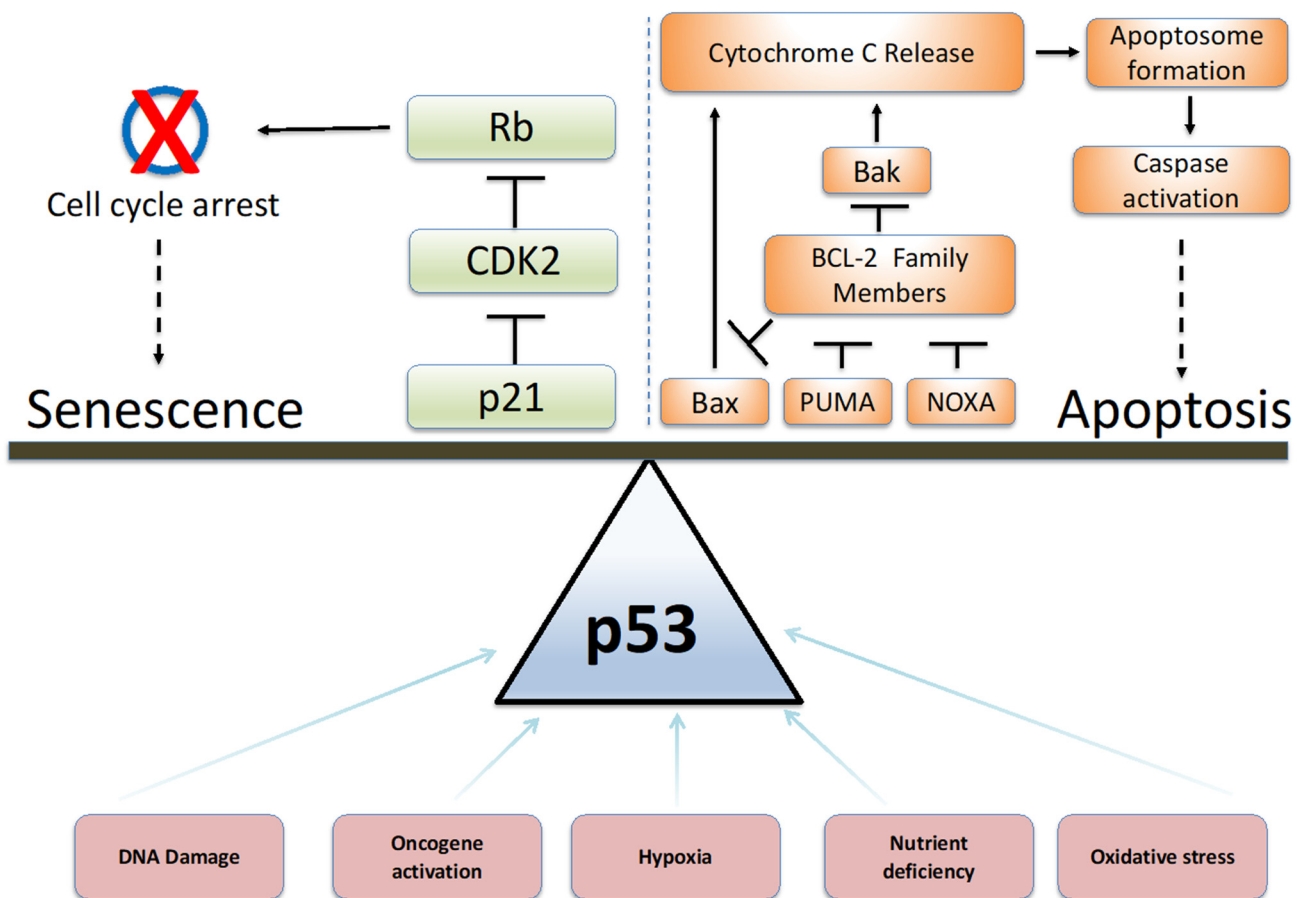 Cytochrome C Release
Apoptosome
formation
Rb
Bak
Caspase
activation
Cell cycle arrest
CDK2
BCL-2 Family
Members
Senescence
p21
Bax
PUMA
NOXA
Apoptosis
p53
DNA Damage
Oncogene
activation
Hypoxia
Nutrient
deficiency
Oxidative stress